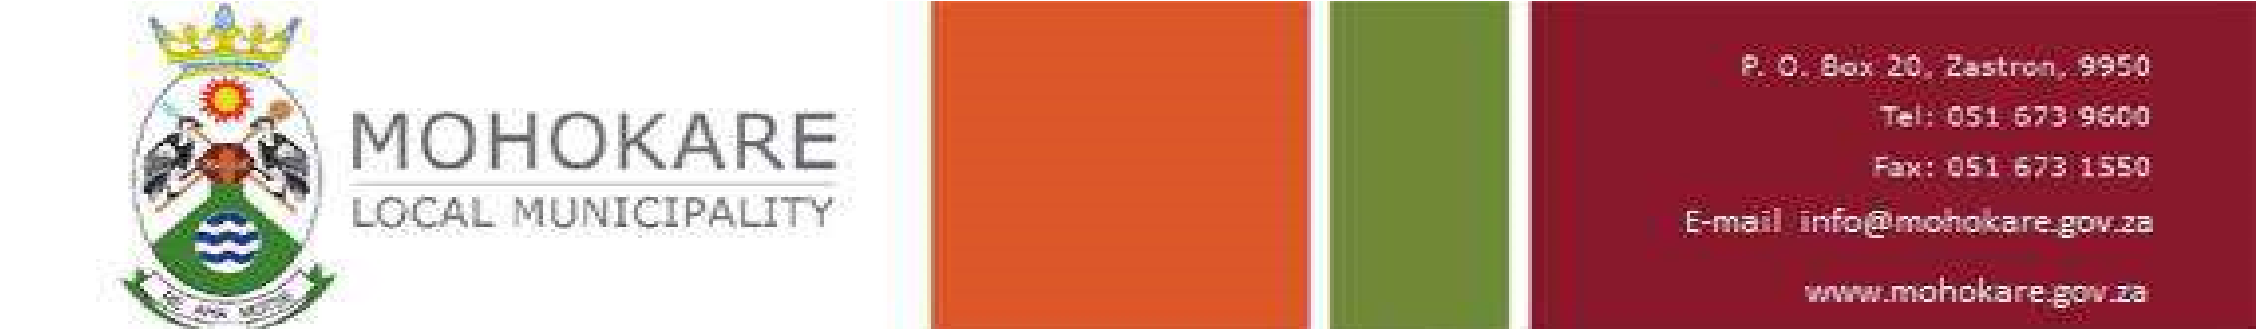 MOHOKARE
LOCAL MUNICIPALITY
P. O. Box 20, Zastron, 9950
Tel: 051 673 9600
Fax: 051 673 1550
E-mail info@mohokare.gov.za
www.mohokare.gov.za